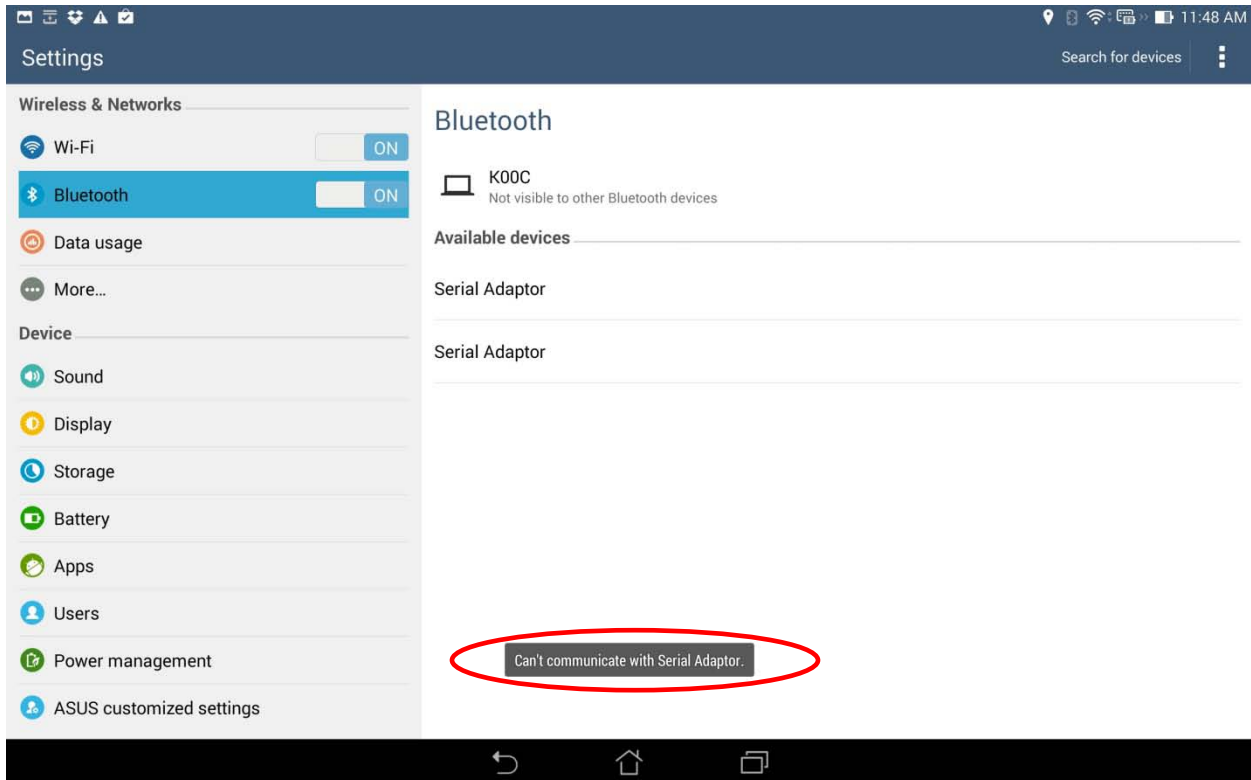 11:48 AM
Settings
Search for devices
Wireless & Networks
Wi-Fi
ON
Bluetooth
ON
Data usage
More...
Device
Sound
Display
Storage
Battery
Apps
Users
Power management
ASUS customized settings
Bluetooth
K00C
Not visible to other Bluetooth devices
Available devices
Serial Adaptor
Serial Adaptor
Can't communicate with Serial Adaptor.